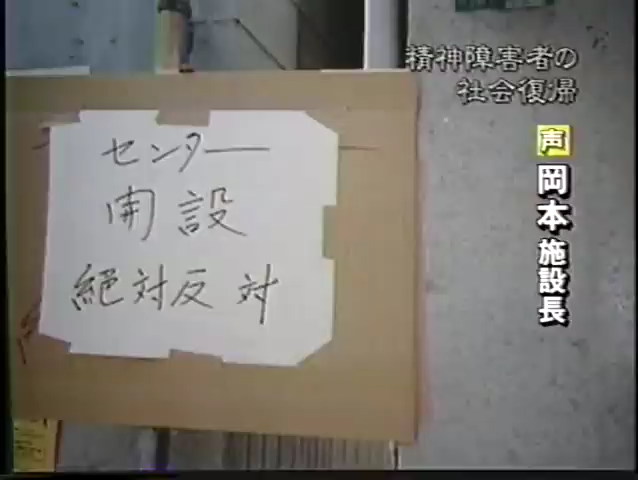 精神障害者の
社会復帰
声 岡本施設長
センター
開設
絶対反対